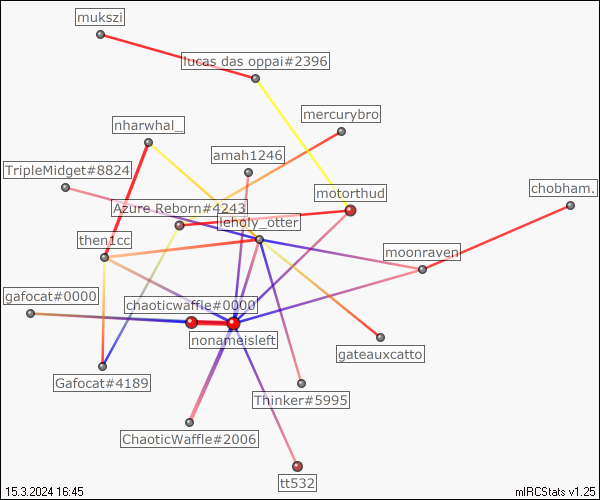 mukszi
lucas das oppai#2396
mercurybro
nharwhal_
amah1246
TripleMidget#8824
motorthud
chobham.
Azure Reborn#4243
leholy_otter
then1cc
moonraven
gafocat#0000
chaoticwaffle#0000
nonameisleft
gateauxcatto
Gafocat#4189
Thinker#5995
ChaoticWaffle#2006
tt532
15.3.2024 16:45
mIRCStats v1.25